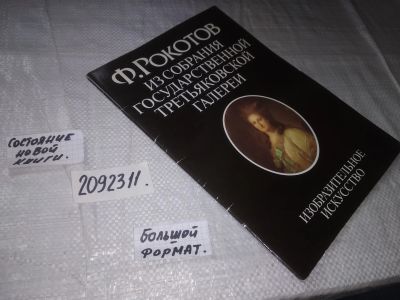 Ф. РОКОТОВ
ИЗ СОБРАНИЯ
ГОСУДАРСТВЕННОЙ
ТРЕТЬЯКОВСКОЙ
ГАЛЕРЕИ
ИЗОБРАЗИТЕЛЬНОЕ
ИСКУССТВО
СОСТОЯНИЕ
НОВОЙ
КНИГИ.
2092311.
БОЛЬШОЙ
ФОРМАТ.